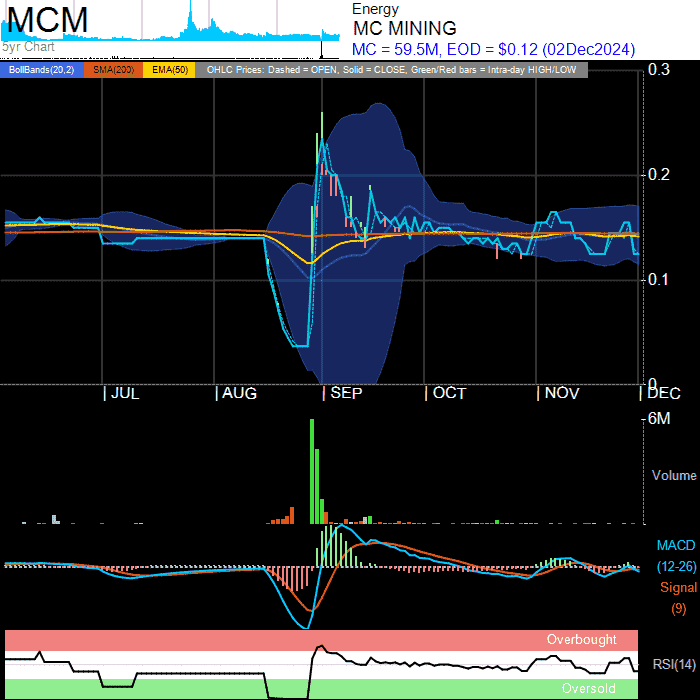 MCM
5yr Chart
Energy
MC MINING
MC = 59.5M, EOD = $0.12 (02Dec2024)
BollBands(20,2) SMA(200) EMA(50) OHLC Prices: Dashed = OPEN, Solid = CLOSE, Green/Red bars = Intra-day HIGH/LOW
0.3
0.2
0.1
0
JUL AUG SEP OCT NOV DEC
6M
Volume
MACD
(12-26)
Signal
(9)
Overbought
RSI(14)
Oversold